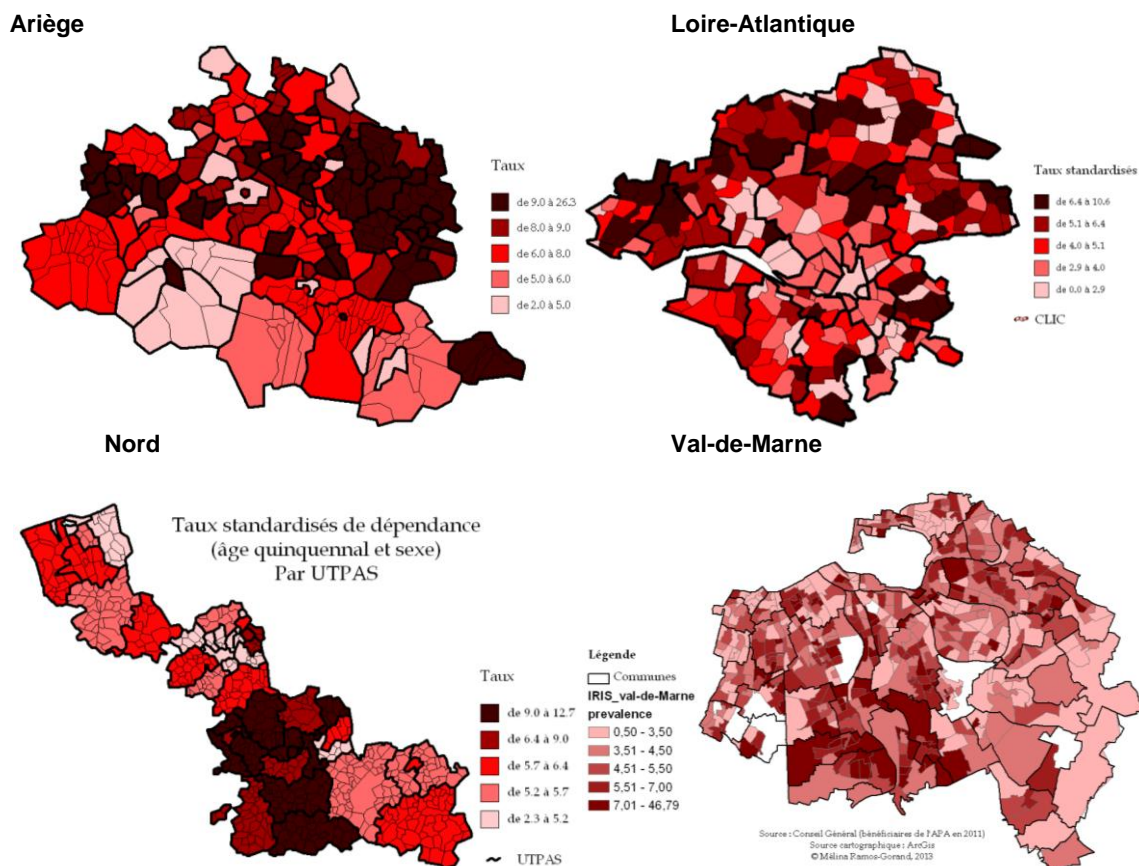 Ariège
Loire-Atlantique
Taux
de 9.0 à 26.3
de 8.0 à 9.0
de 6.0 à 8.0
de 5.0 à 6.0
de 2.0 à 5.0
Taux standardisés
de 6.4 à 10.6
de 5.1 à 6.4
de 4.0 à 5.1
de 2.9 à 4.0
de 0.0 à 2.9
CLIC
Nord
Val-de-Marne
Taux standardisés de dépendance
(âge quinquennal et sexe)
Par UTPAS
Taux
de 9.0 à 12.7
de 6.4 à 9.0
de 5.7 à 6.4
de 5.2 à 5.7
de 2.3 à 5.2
UTPAS
Légende
Communes
IRIS_val-de-Marne
prevalence
0,50 - 3,50
3,51 - 4,50
4,51 - 5,50
5,51 - 7,00
7,01 - 46,79
Source : Conseil Général (bénéficiaires de l'APA en 2011)
Source cartographique : ArcGis
© Mélina Ramos-Gorand, 2013